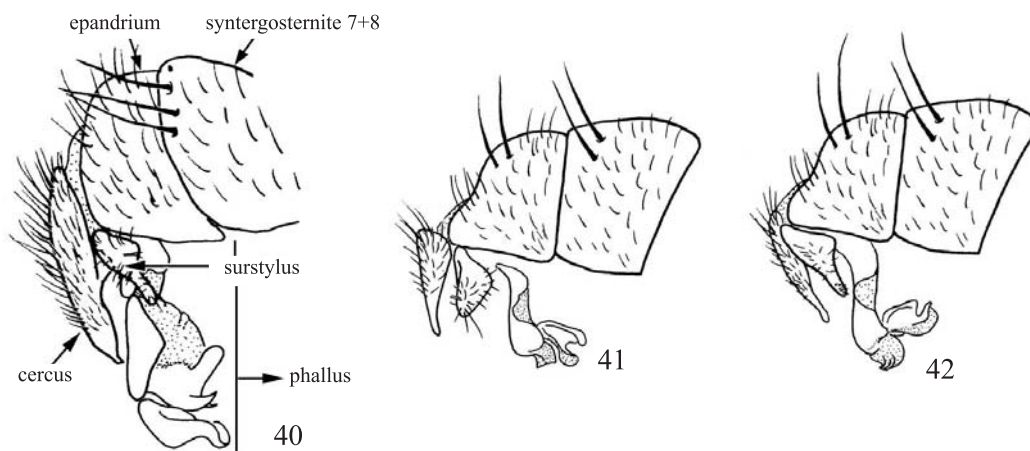 epandrium
syntergosternite 7+8
surstylus
cercus
phallus
40
41
42